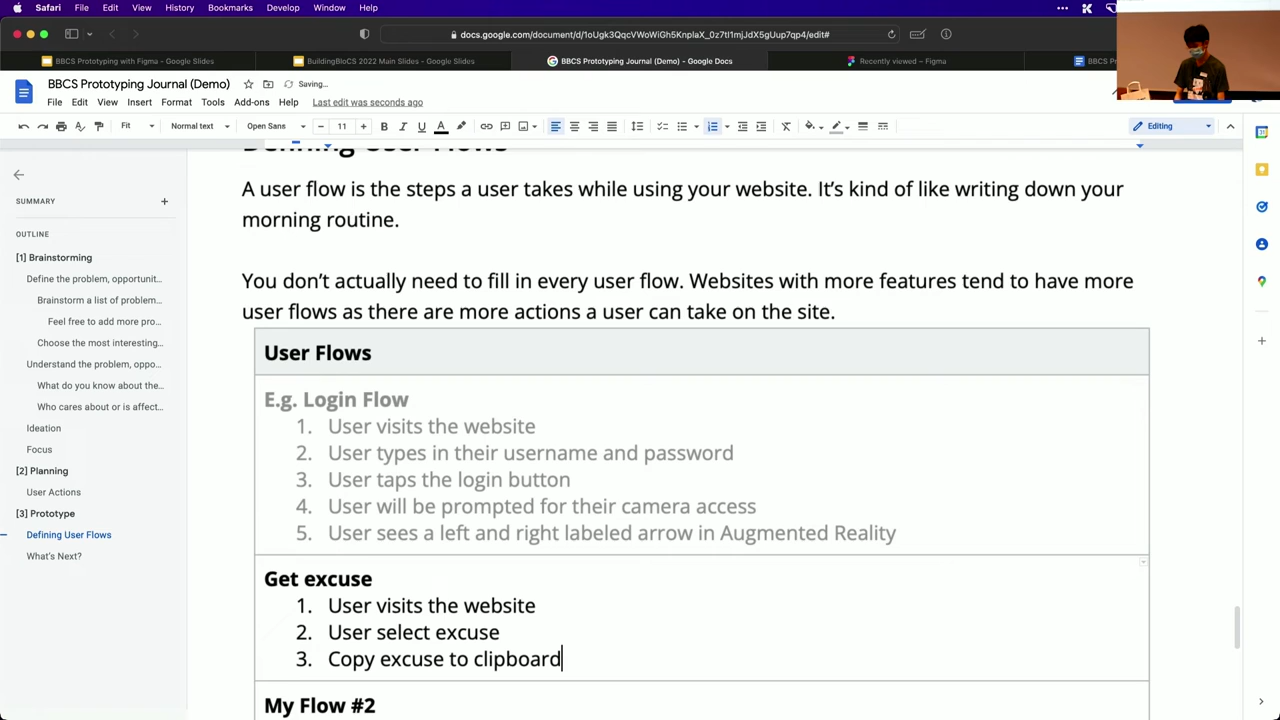 Safari File Edit View History Bookmarks Develop Window Help
docs.google.com/document/d/1oUgk3QqcVWoWiGh5KnplaX_0z7tl1mjJdX5gUup7qp4/edit#
BBCS Prototyping with Figma - Google Slides
BuildingBloCS 2022 Main Slides - Google Slides
BBCS Prototyping Journal (Demo) - Google Docs
Recently viewed – Figma
BBCS Pr
BBCS Prototyping Journal (Demo)
Saving...
File Edit View Insert Format Tools Add-ons Help Last edit was seconds ago
Fit Normal text Open Sans 11 Editing
SUMMARY
OUTLINE
[1] Brainstorming
Define the problem, opportunit...
Brainstorm a list of problem...
Feel free to add more pro...
Choose the most interesting...
Understand the problem, oppo...
What do you know about the...
Who cares about or is affect...
Ideation
Focus
[2] Planning
User Actions
[3] Prototype
Defining User Flows
What's Next?
Defining User Flows
A user flow is the steps a user takes while using your website. It's kind of like writing down your
morning routine.
You don't actually need to fill in every user flow. Websites with more features tend to have more
user flows as there are more actions a user can take on the site.
User Flows
E.g. Login Flow
1. User visits the website
2. User types in their username and password
3. User taps the login button
4. User will be prompted for their camera access
5. User sees a left and right labeled arrow in Augmented Reality
Get excuse
1. User visits the website
2. User select excuse
3. Copy excuse to clipboard
My Flow #2